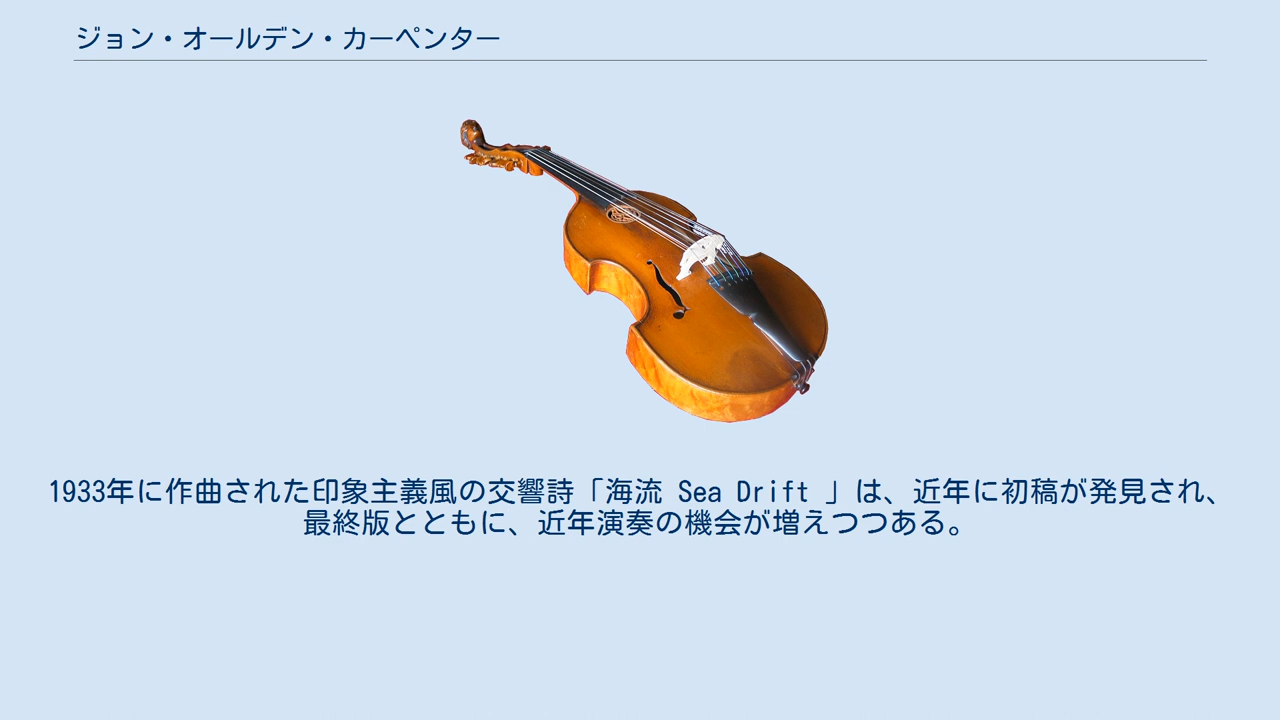 ジョン・オールデン・カーペンター
1933年に作曲された印象主義風の交響詩「海流 Sea Drift 」は、近年に初稿が発見され、
最終版とともに、近年演奏の機会が増えつつある。